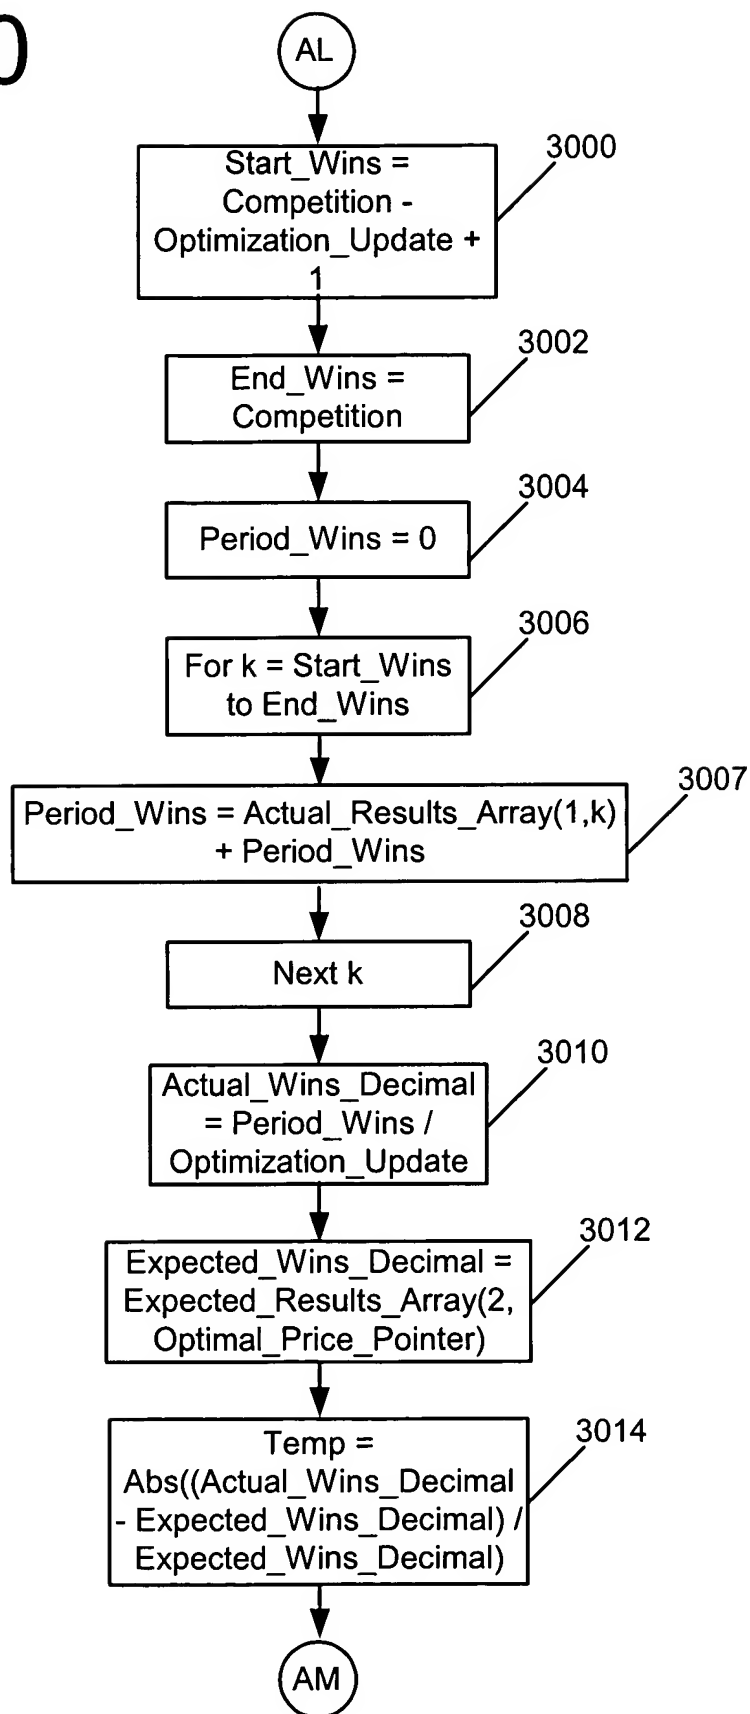 0
AL
3000
Start_Wins =
Competition -
Optimization_Update +
1
3002
End_Wins =
Competition
3004
Period_Wins = 0
3006
For k = Start_Wins
to End_Wins
3007
Period_Wins = Actual_Results_Array(1,k)
+ Period_Wins
3008
Next k
3010
Actual_Wins_Decimal
= Period_Wins /
Optimization_Update
3012
Expected_Wins_Decimal =
Expected_Results_Array(2,
Optimal_Price_Pointer)
3014
Temp =
Abs((Actual_Wins_Decimal
- Expected_Wins_Decimal) /
Expected_Wins_Decimal)
AM